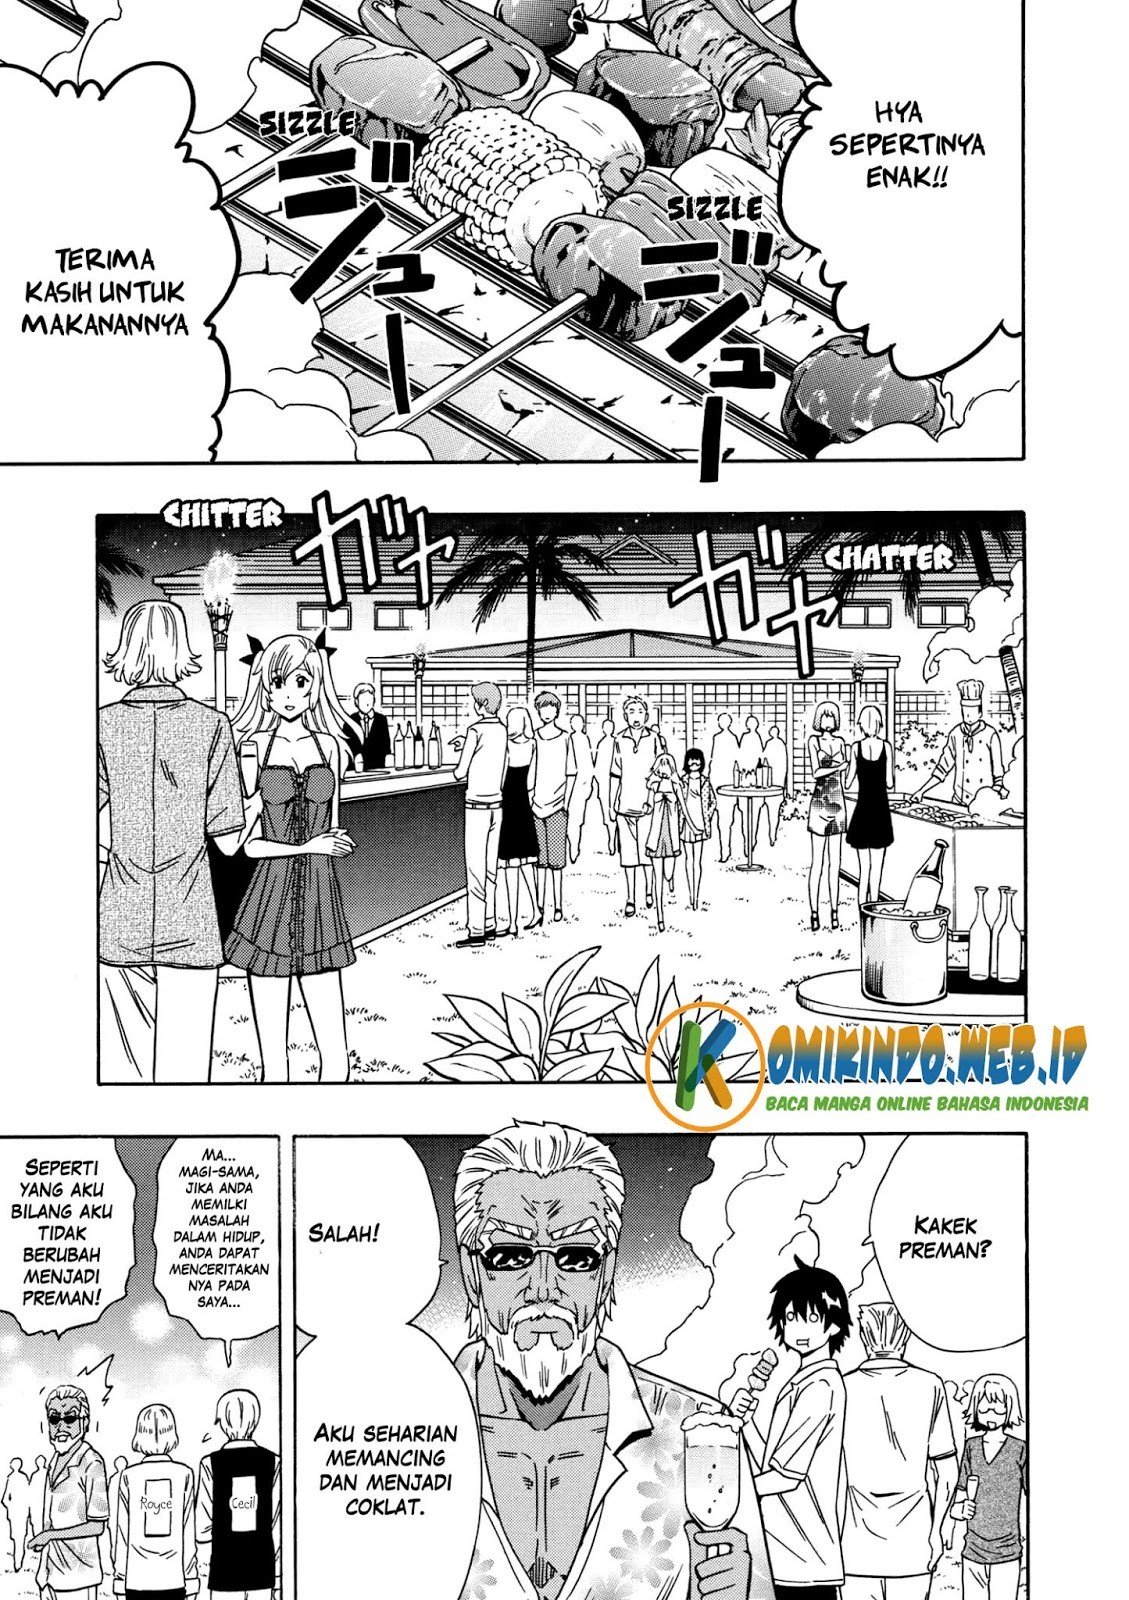 HYA
SEPERTINYA
ENAK!!
SIZZLE
ジュー
SIZZLE
ジュー
TERIMA
KASIH UNTUK
MAKANANNYA
CHATTER
ガヤ
CHITTER
ガヤ
KOMIKINDO.WEB.ID
BACA MANGA ONLINE BAHASA INDONESIA
KAKEK
PREMAN?
SALAH!
AKU SEHARIAN
MEMANCING
DAN MENJADI
COKLAT.
MA...
MAGI-SAMA,
JIKA ANDA
MEMILKI
MASALAH
DALAM HIDUP,
ANDA DAPAT
MENCERITAKAN
NYA PADA
SAYA...
SEPERTI
YANG AKU
BILANG AKU
TIDAK
BERUBAH
MENJADI
PREMAN!
Royce
Cecil